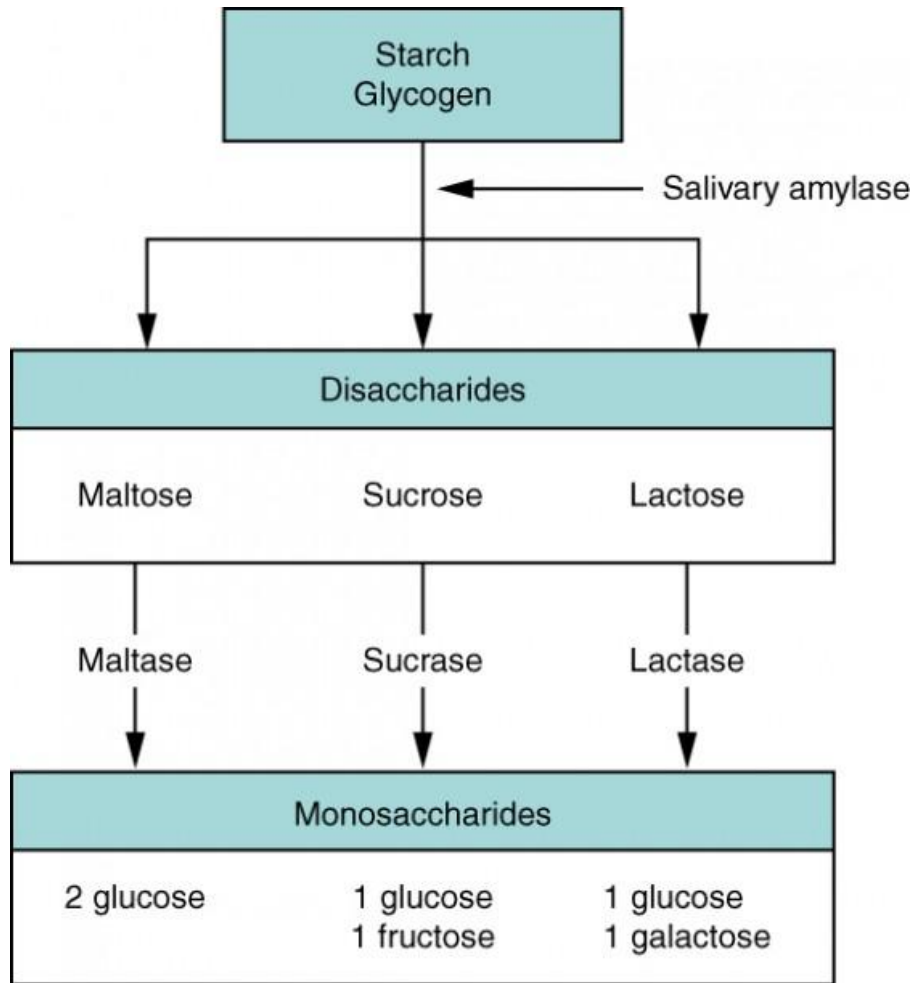 Starch
Glycogen
Salivary amylase
Disaccharides
Maltose Sucrose Lactose
Maltase Sucrase Lactase
Monosaccharides
2 glucose 1 glucose 1 glucose
1 fructose 1 galactose